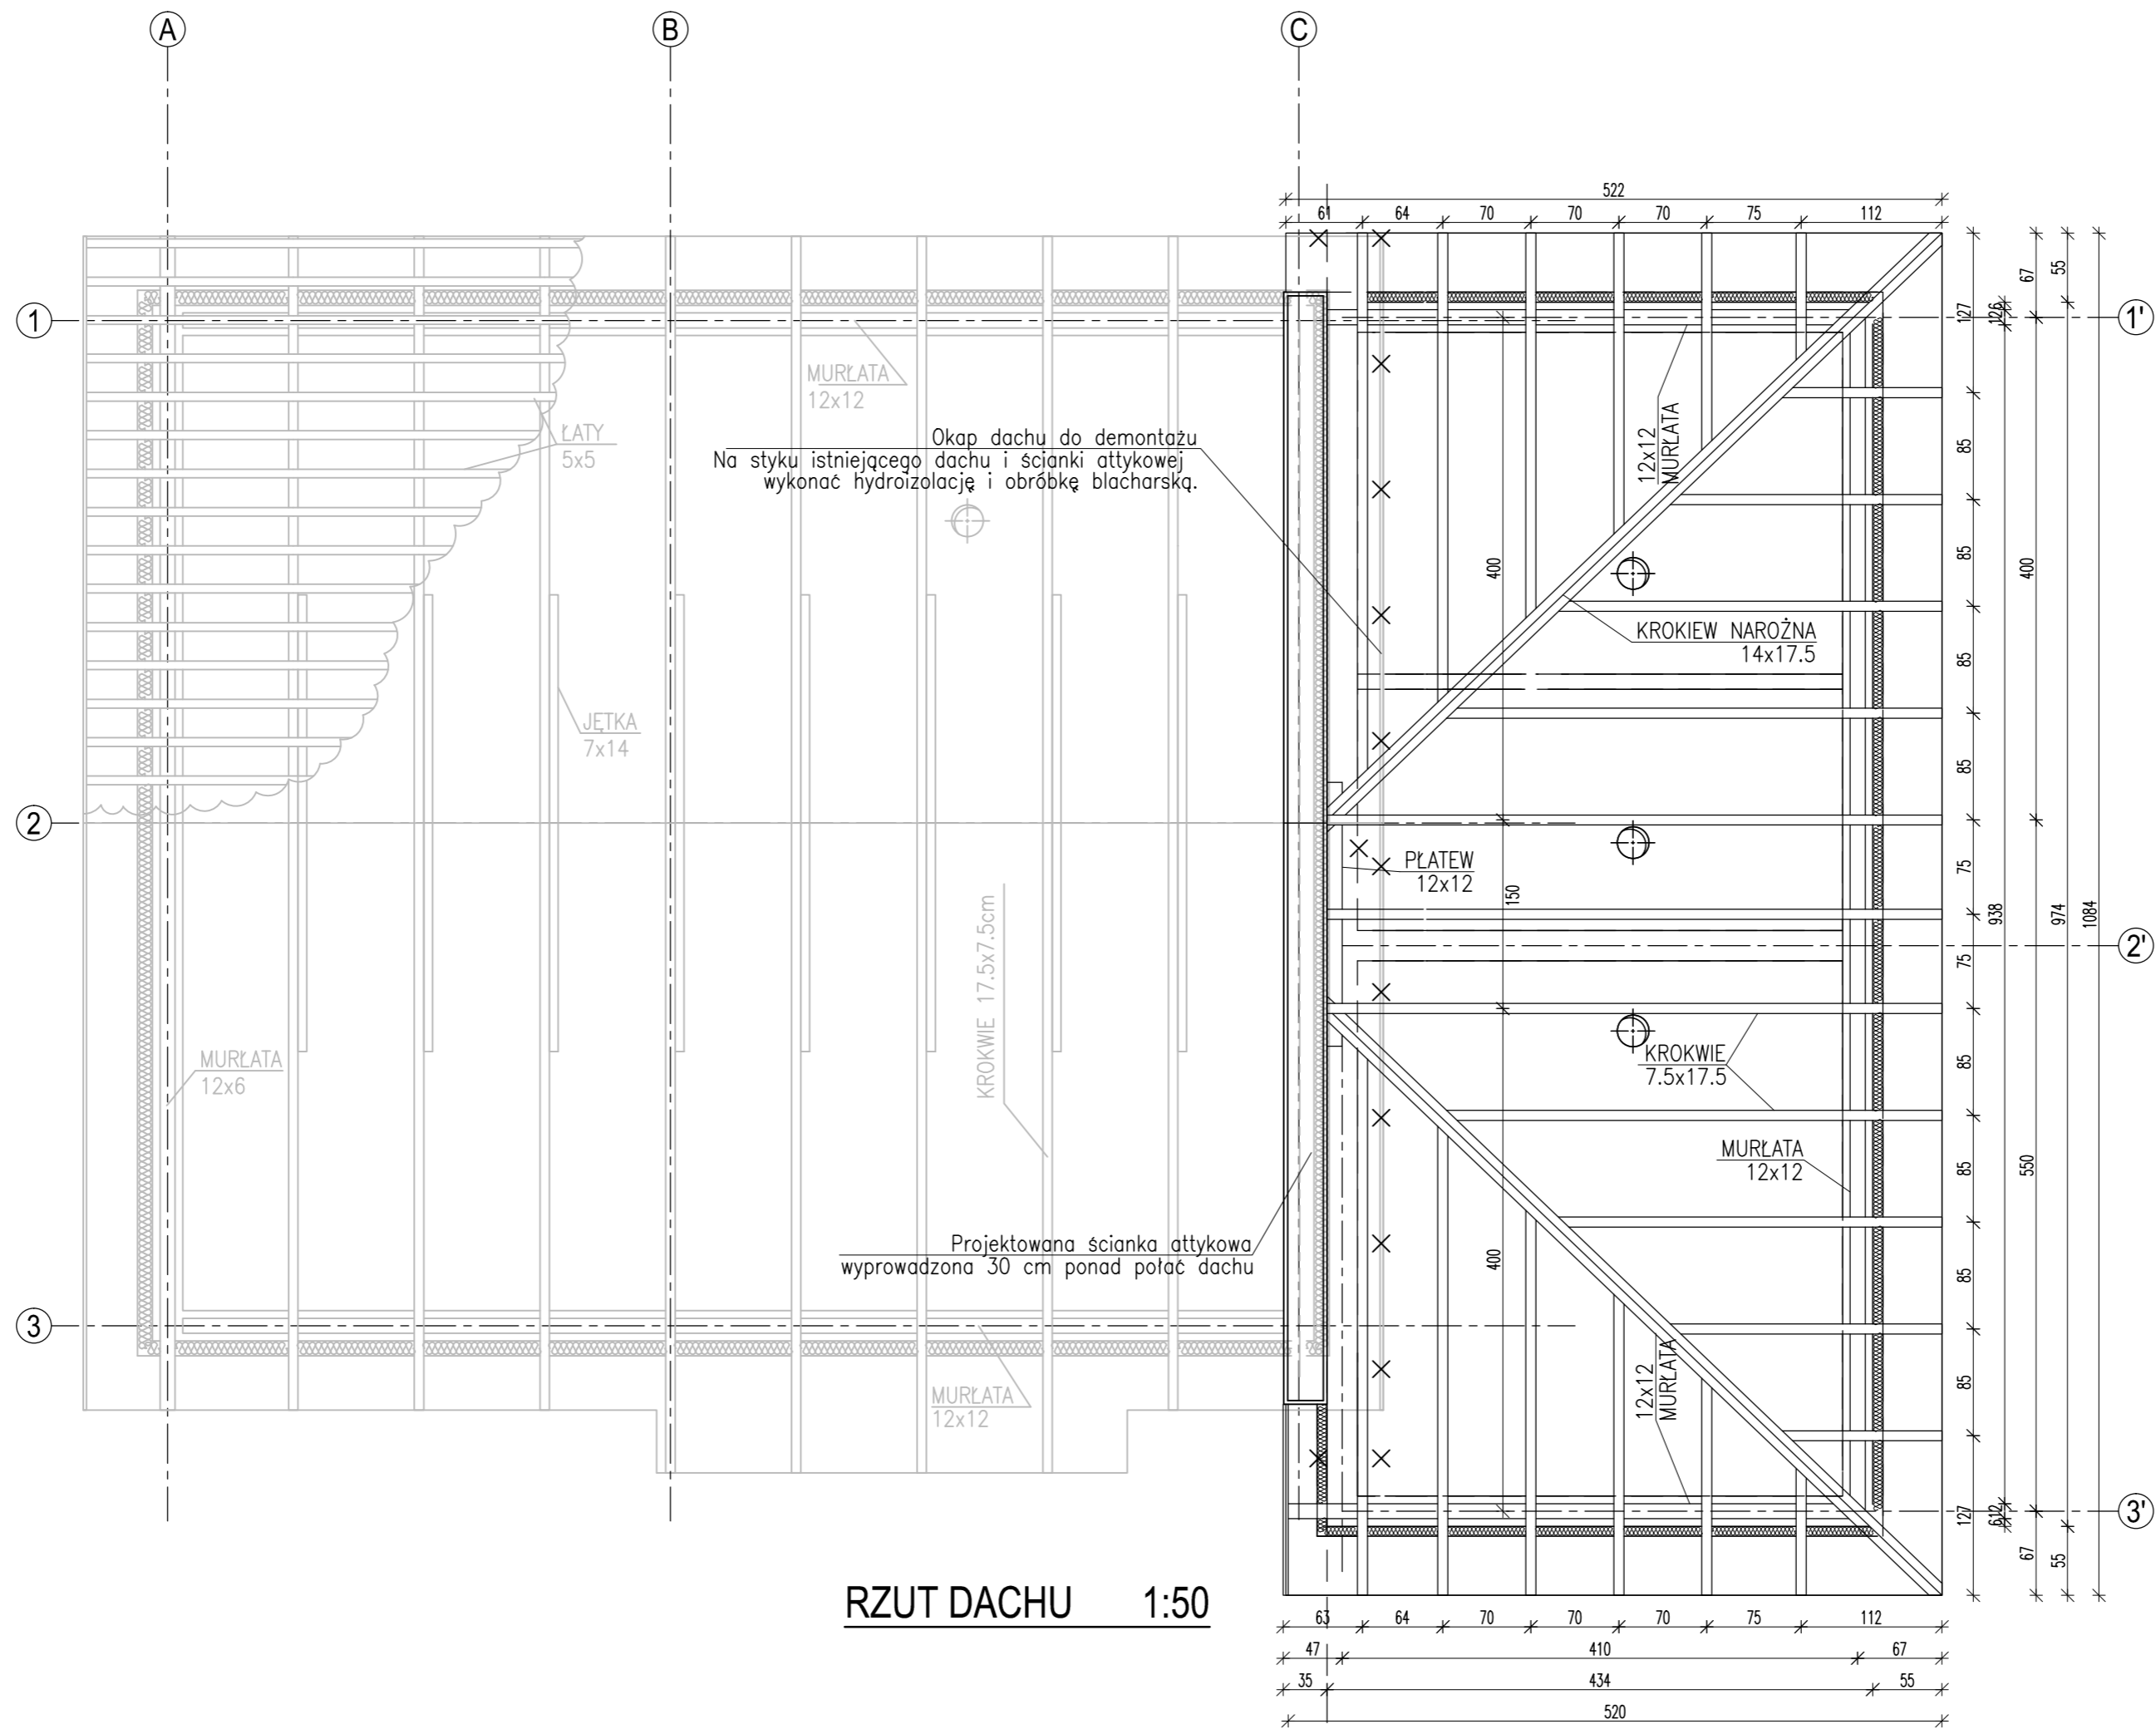 A
B
C
522
61 64 70 70 70 75 112
1
1'
MURŁATA
12x12
ŁATY
5x5
Okap dachu do demontażu
Na styku istniejącego dachu i ścianki attykowej
wykonać hydroizolację i obróbkę blacharską.
12x12
MURŁATA
KROKIEW NAROŻNA
14x17.5
JĘTKA
7x14
2
PŁATEW
12x12
2'
KROKWIE 17.5x7.5cm
MURŁATA
12x6
KROKWIE
7.5x17.5
MURŁATA
12x12
Projektowana ścianka attykowa
wyprowadzona 30 cm ponad połać dachu
3
MURŁATA
12x12
12x12
MURŁATA
3'
400
150
400
127
85
85
85
85
75
75
85
85
85
85
127
126
938
612
67
400
550
67
55
974
55
1084
RZUT DACHU 1:50
63 64 70 70 70 75 112
47 410 67
35 434 55
520